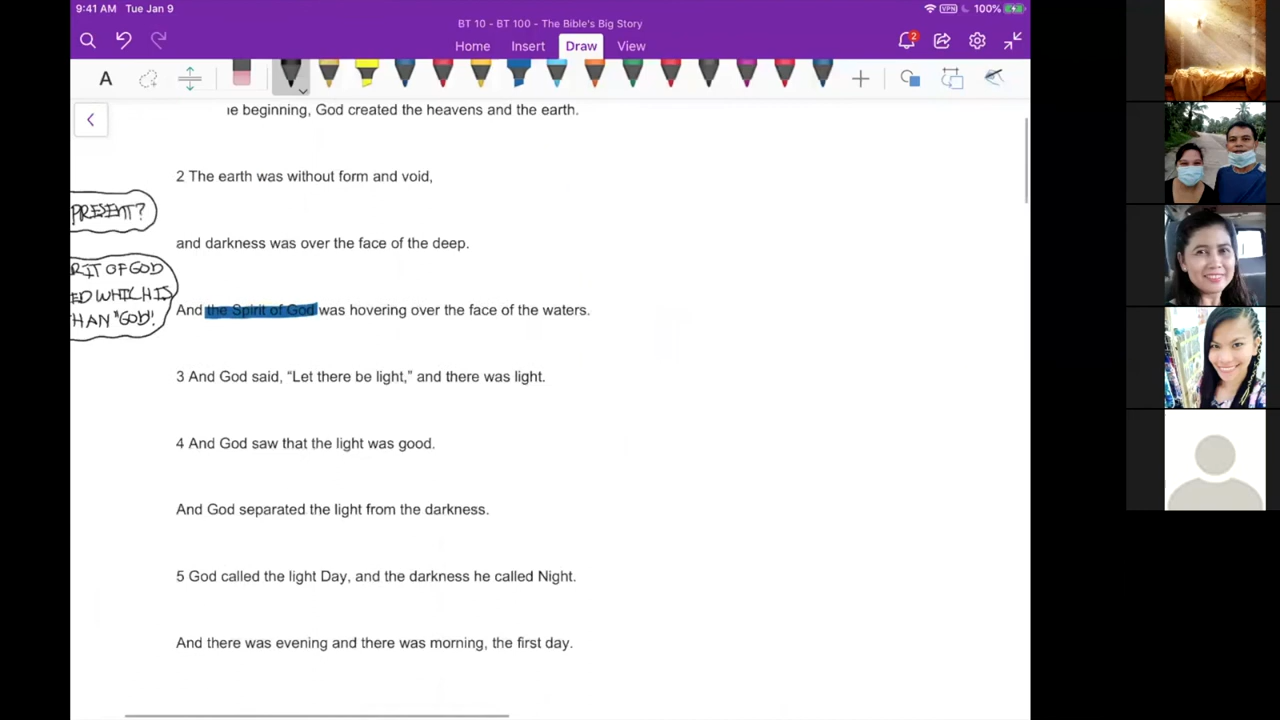 9:41 AM Tue Jan 9
VPN 100%
BT 10 - BT 100 - The Bible's Big Story
Home Insert Draw View
2
A
beginning, God created the heavens and the earth.
2 The earth was without form and void,
PRESENT?
and darkness was over the face of the deep.
OF GOD
WHICH IS
"GOD".
And the Spirit of God was hovering over the face of the waters.
3 And God said, “Let there be light,” and there was light.
4 And God saw that the light was good.
And God separated the light from the darkness.
5 God called the light Day, and the darkness he called Night.
And there was evening and there was morning, the first day.